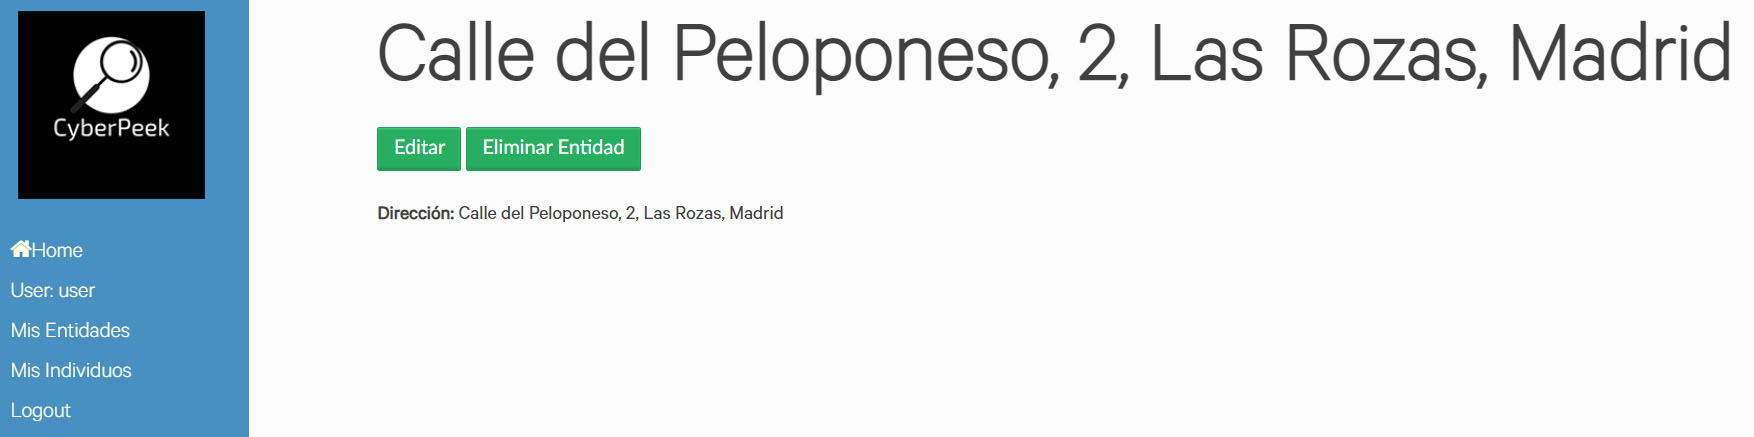 CyberPeek
Home
User: user
Mis Entidades
Mis Individuos
Logout
Calle del Peloponeso, 2, Las Rozas, Madrid
Editar
Eliminar Entidad
Dirección: Calle del Peloponeso, 2, Las Rozas, Madrid